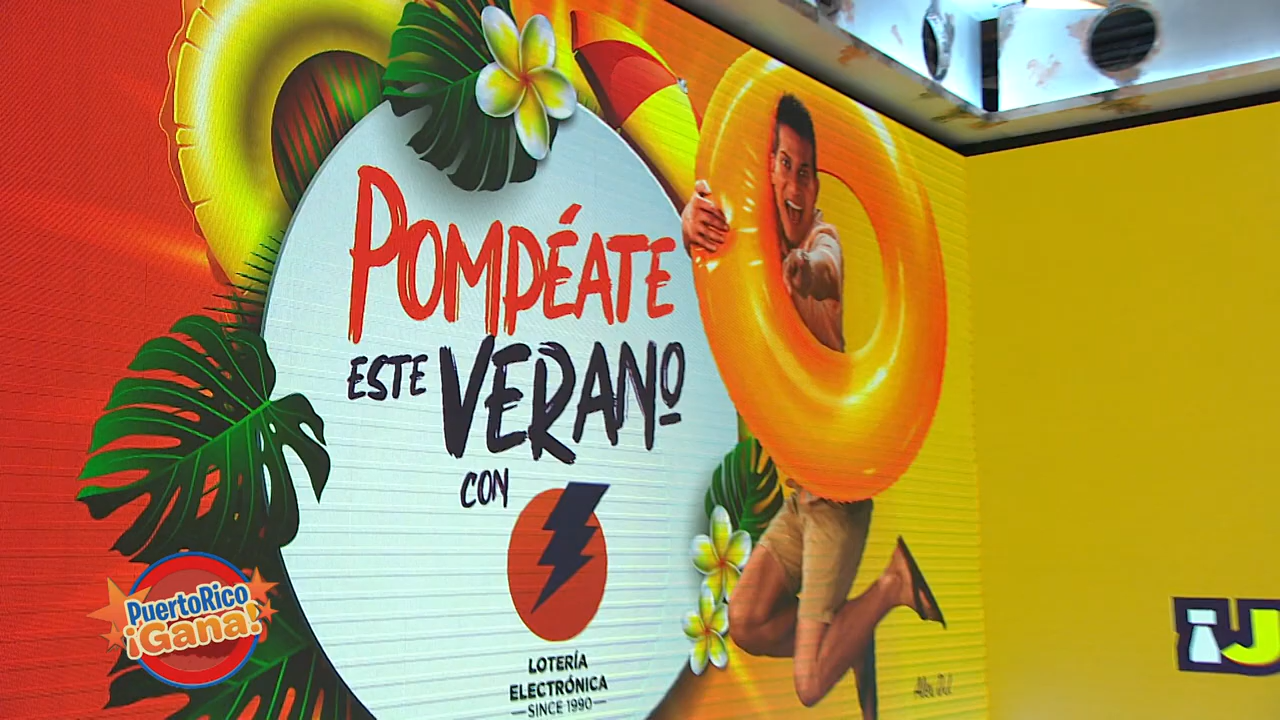 POMPÉATE
ESTE VERANO
CON
LOTERÍA
ELECTRÓNICA
SINCE 1990
PuertoRico
¡Gana!